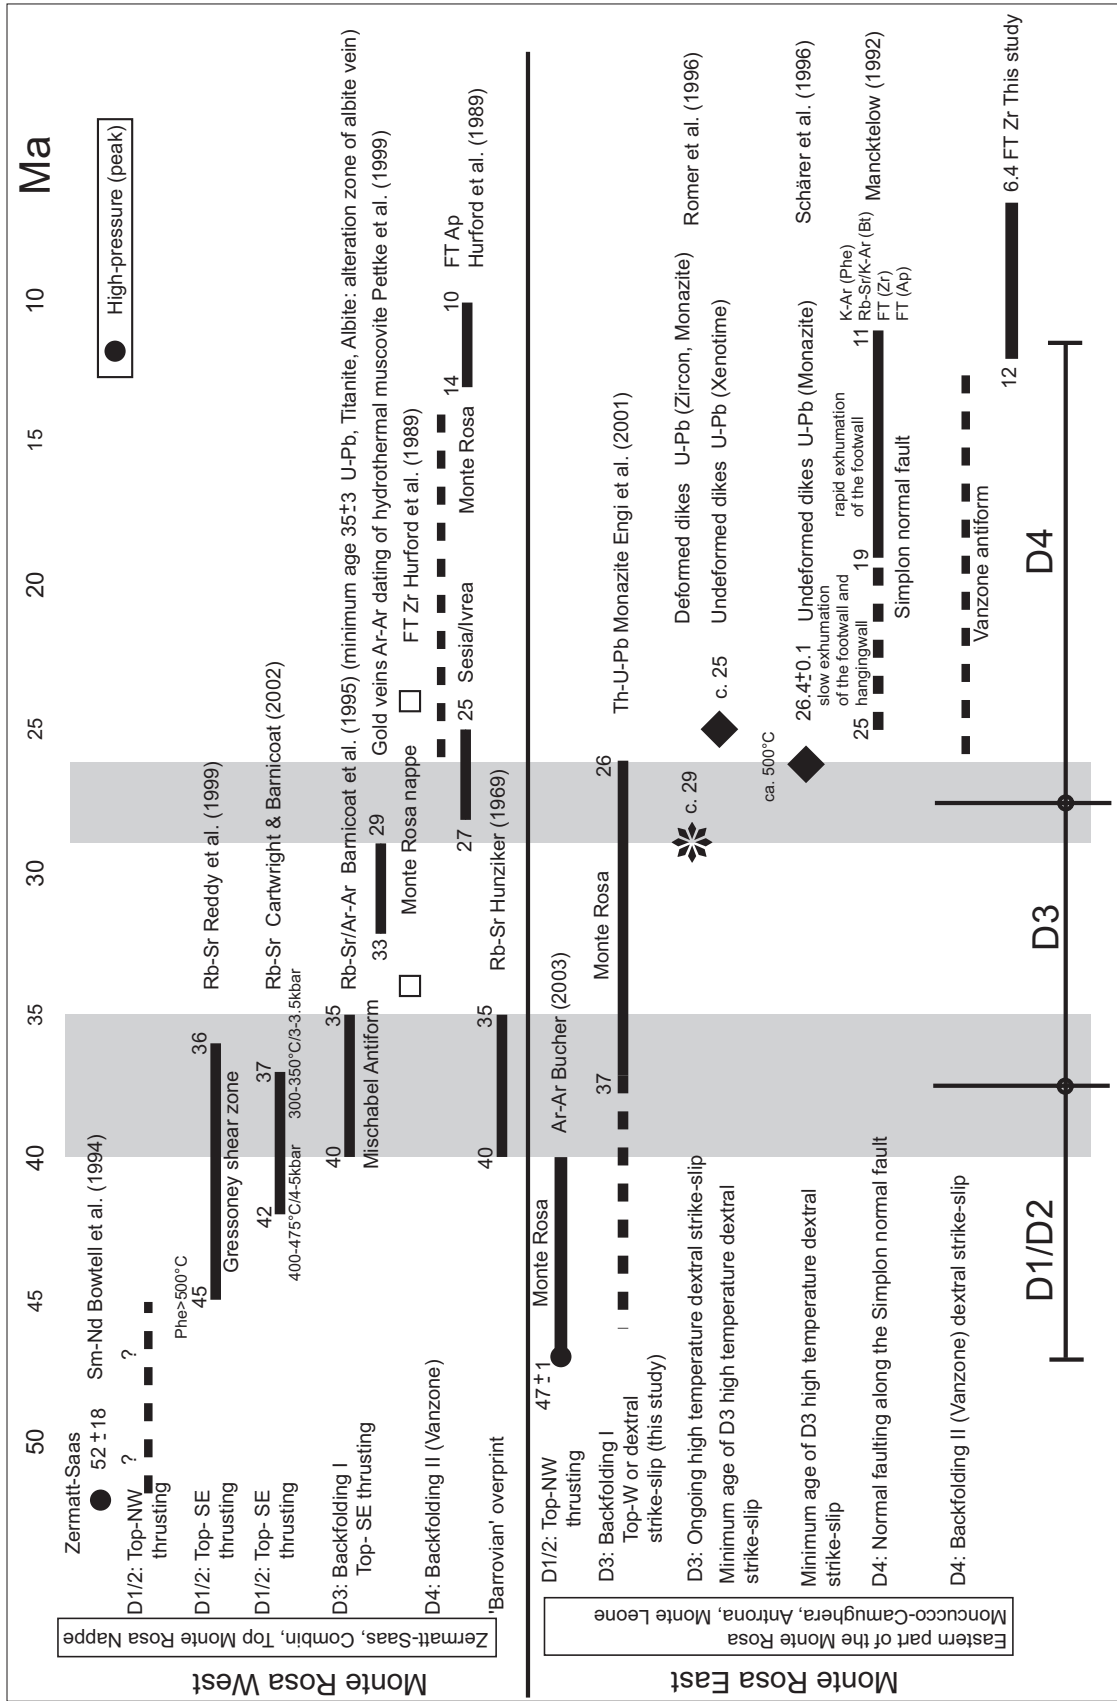 Ma
50
45
40
35
30
25
20
15
10
High-pressure (peak)
Monte Rosa West
Zermatt-Saas, Combin, Top Monte Rosa Nappe
Zermatt-Saas
52 ±18 Sm-Nd Bowtell et al. (1994)
D1/2: Top-NW
thrusting
? ?
D1/2: Top- SE
thrusting
Phe>500°C
45
36
Rb-Sr Reddy et al. (1999)
Gressoney shear zone
D1/2: Top- SE
thrusting
42
37
Rb-Sr Cartwright & Barnicoat (2002)
400-475°C/4-5kbar
300-350°C/3-3.5kbar
D3: Backfolding I
Top- SE thrusting
40
35
Rb-Sr/Ar-Ar Barnicoat et al. (1995) (minimum age 35±3 U-Pb, Titanite, Albite: alteration zone of albite vein)
Mischabel Antiform
33
29
Gold veins Ar-Ar dating of hydrothermal muscovite Pettke et al. (1999)
Monte Rosa nappe
FT Zr Hurford et al. (1989)
D4: Backfolding II (Vanzone)
27
25
Sesia/Ivrea
Monte Rosa
14
10
FT Ap
Hurford et al. (1989)
'Barrovian' overprint
40
35
Rb-Sr Hunziker (1969)
Monte Rosa East
Eastern part of the Monte Rosa
Moncucco-Camughera, Antrona, Monte Leone
D1/2: Top-NW
thrusting
47 ±1
Monte Rosa
Ar-Ar Bucher (2003)
D3: Backfolding I
Top-W or dextral
strike-slip (this study)
37
Monte Rosa
26
Th-U-Pb Monazite Engi et al. (2001)
D3: Ongoing high temperature dextral strike-slip
c. 29
Deformed dikes U-Pb (Zircon, Monazite)
Romer et al. (1996)
Minimum age of D3 high temperature dextral
strike-slip
c. 25
Undeformed dikes U-Pb (Xenotime)
ca. 500°C
Minimum age of D3 high temperature dextral
strike-slip
26.4±0.1
Undeformed dikes U-Pb (Monazite)
Schärer et al. (1996)
slow exhumation
of the footwall and
hangingwall
rapid exhumation
of the footwall
D4: Normal faulting along the Simplon normal fault
25
19
11
Simplon normal fault
K-Ar (Phe)
Rb-Sr/K-Ar (Bt)
FT (Zr)
FT (Ap)
Mancktelow (1992)
D4: Backfolding II (Vanzone) dextral strike-slip
Vanzone antiform
12
6.4 FT Zr This study
D1/D2
D3
D4